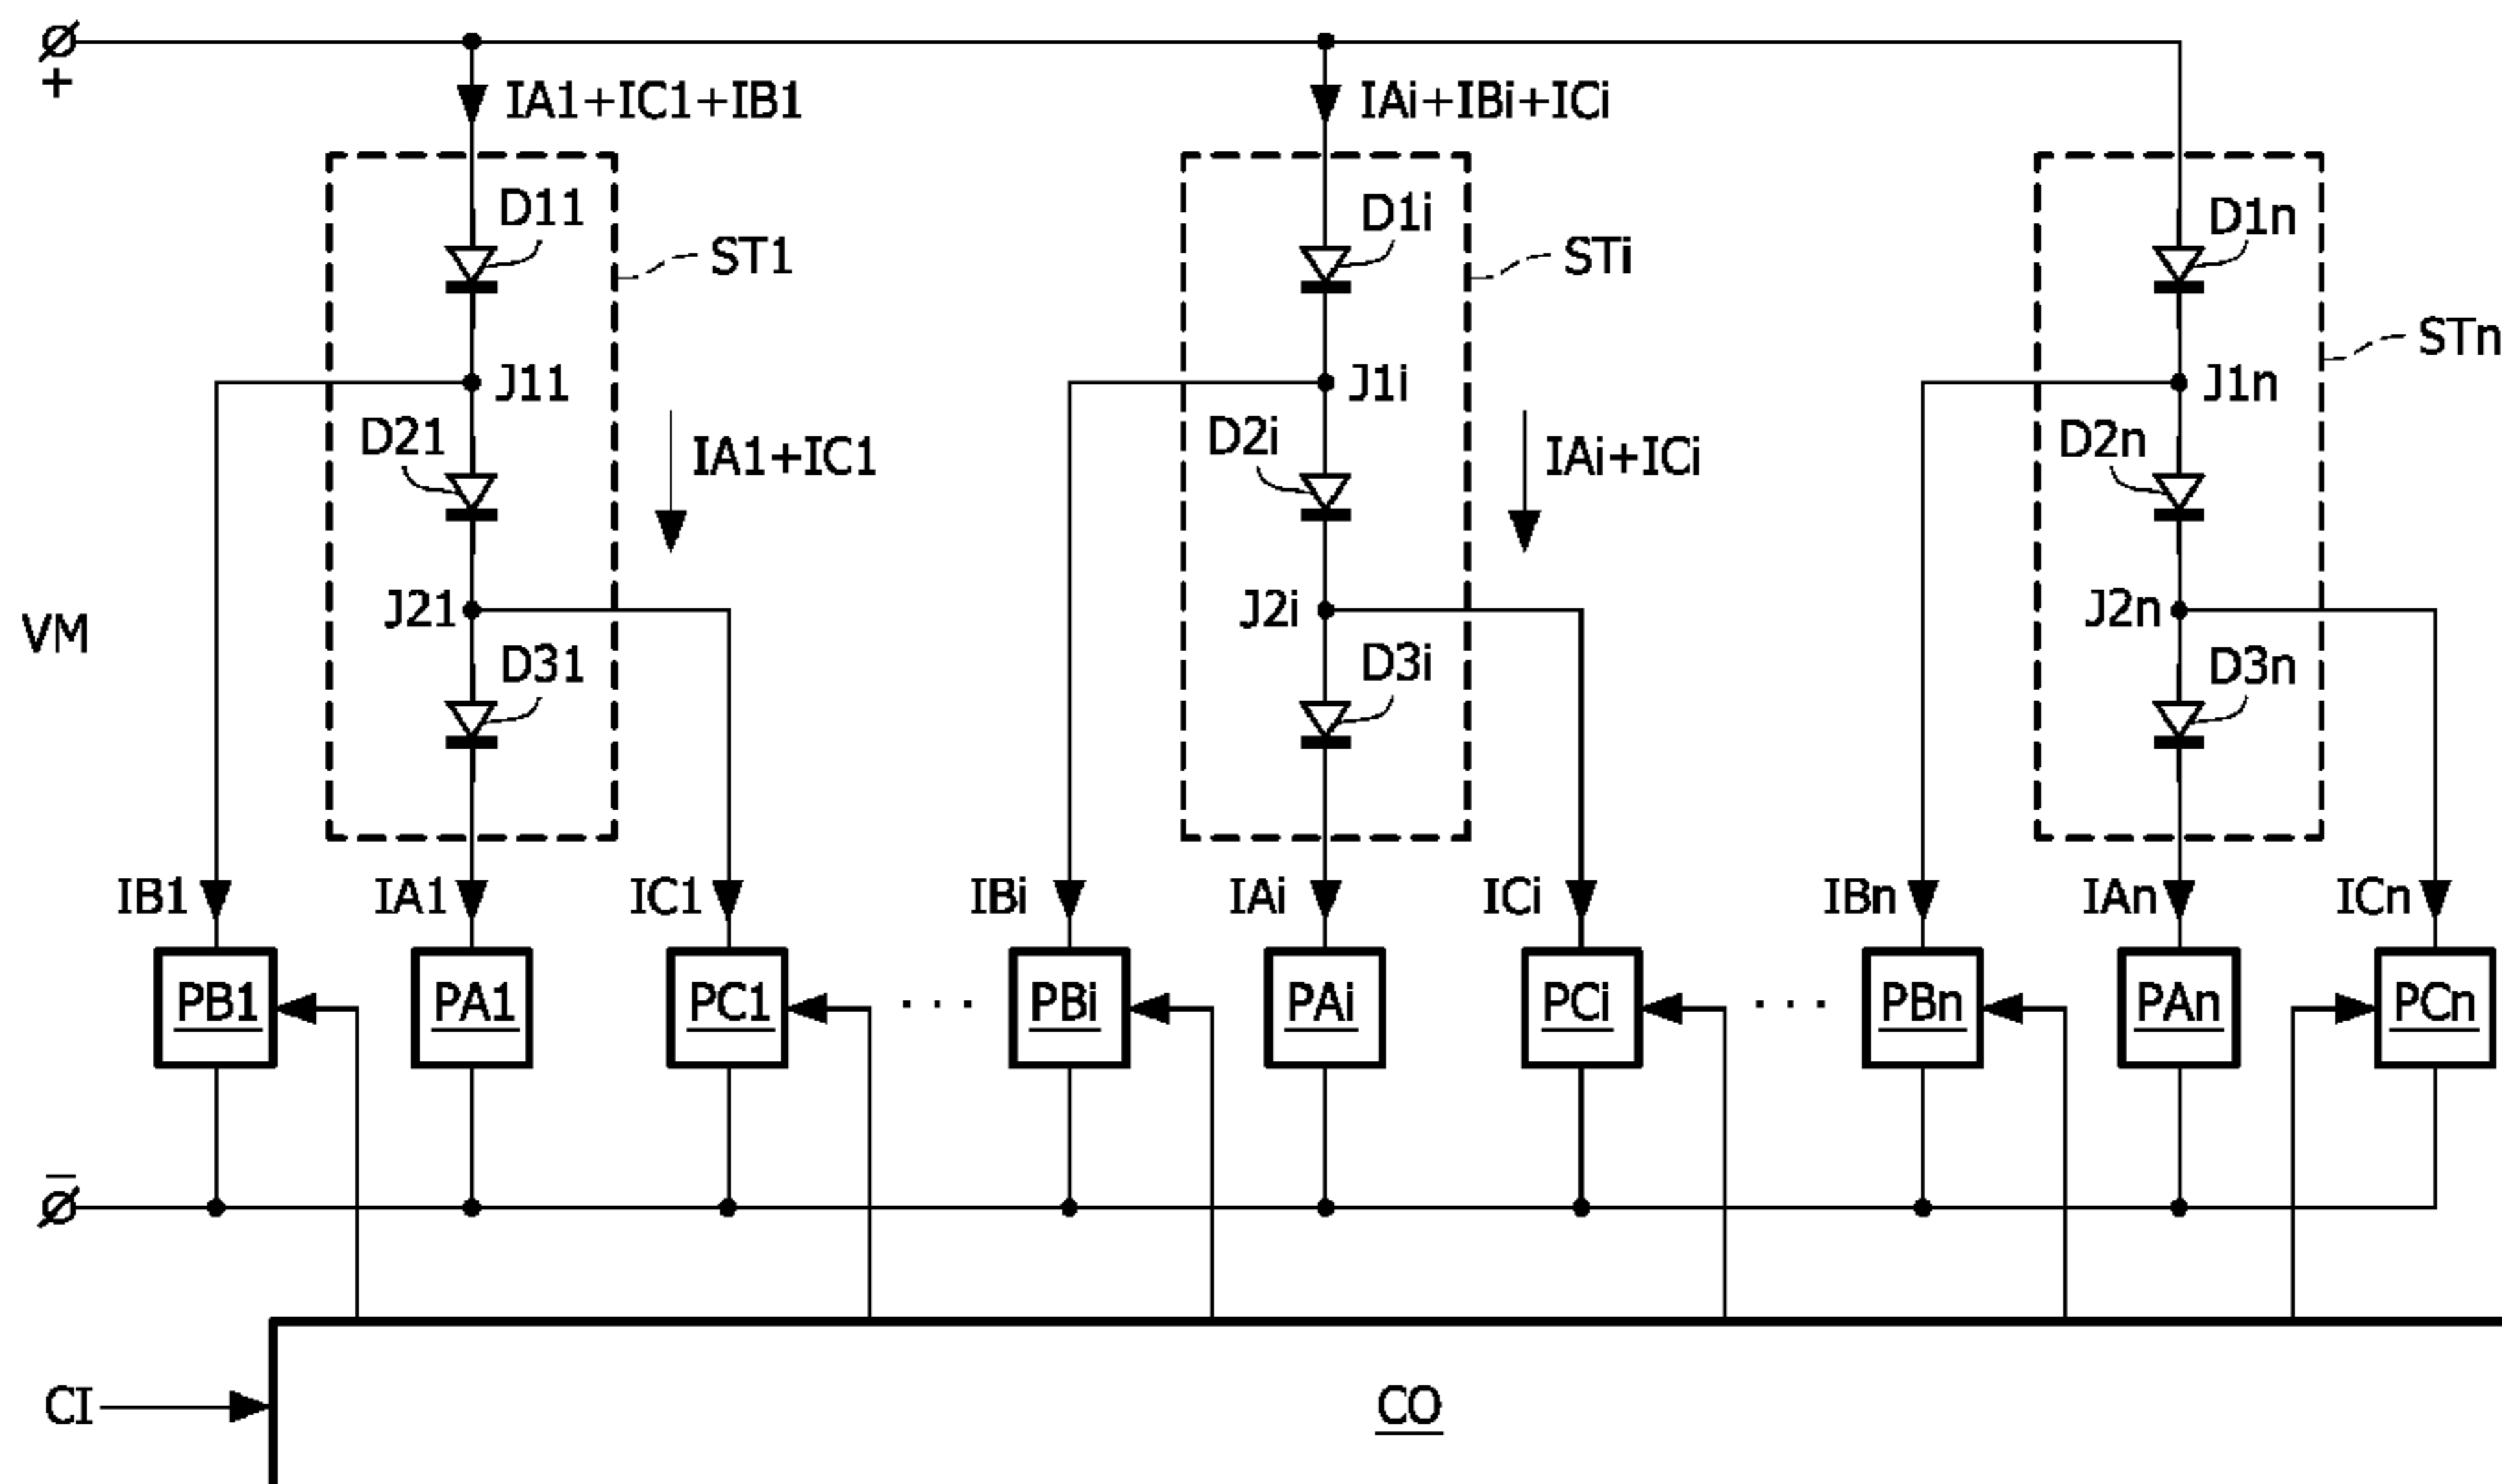 +
IA1+IC1+IB1
IAi+IBi+ICi
D11
D1i
D1n
ST1
STi
STn
J11
J1i
J1n
D21
D2i
D2n
IA1+IC1
IAi+ICi
J21
J2i
J2n
VM
D31
D3i
D3n
IB1
IA1
IC1
IBi
IAi
ICi
IBn
IAn
ICn
PB1
PA1
PC1
. . .
PBi
PAi
PCi
. . .
PBn
PAn
PCn
–
CI
CO